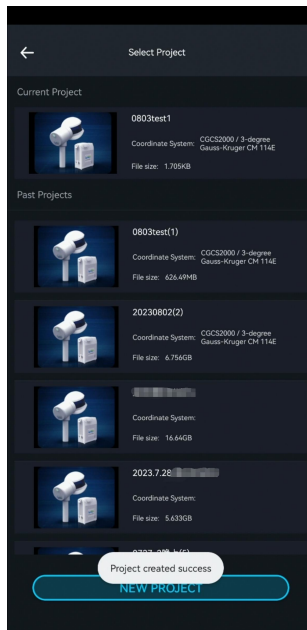 Select Project
Current Project
0803test1
Coordinate System: CGCS2000 / 3-degree
Gauss-Kruger CM 114E
File size: 1.705KB
Past Projects
0803test(1)
Coordinate System: CGCS2000 / 3-degree
Gauss-Kruger CM 114E
File size: 626.49MB
20230802(2)
Coordinate System: CGCS2000 / 3-degree
Gauss-Kruger CM 114E
File size: 6.756GB
Coordinate System:
File size: 16.64GB
2023.7.28
Coordinate System:
File size: 5.633GB
Project created success
NEW PROJECT